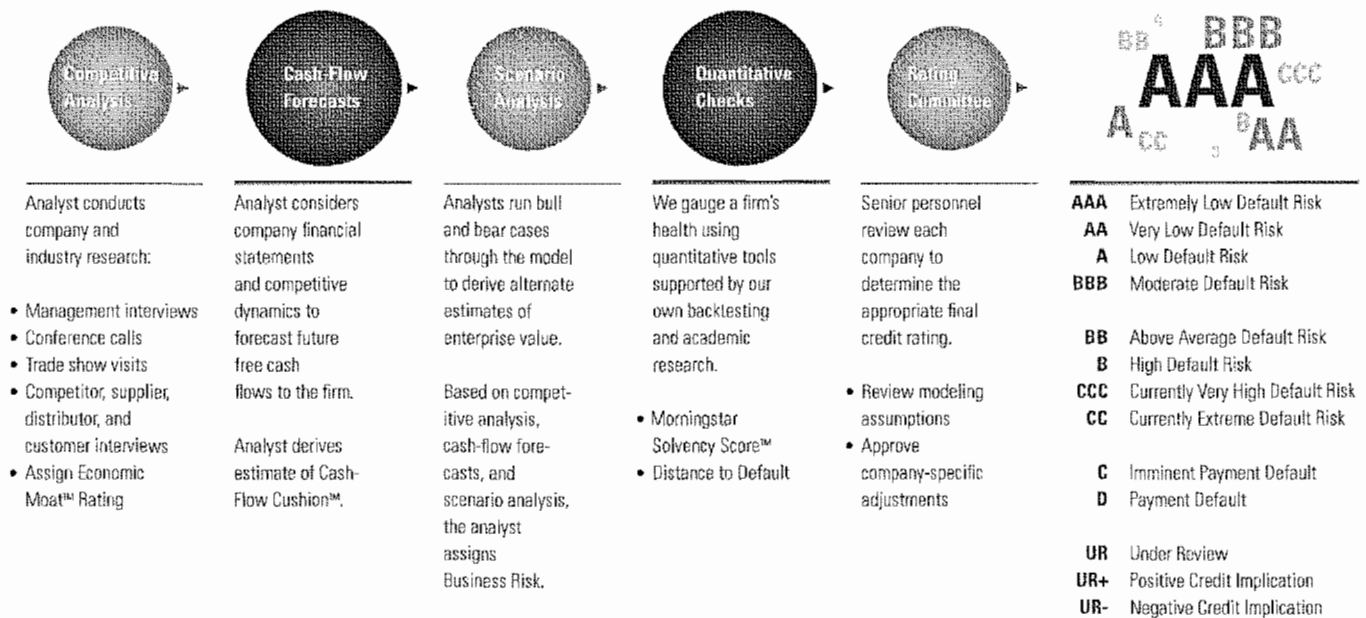 Competitive
Analysis
Cash-Flow
Forecasts
Scenario
Analysis
Quantitative
Checks
Rating
Committee
BB
BBB
AAA
CCC
A
CC
B
AA
Analyst conducts
company and
industry research:
• Management interviews
• Conference calls
• Trade show visits
• Competitor, supplier,
distributor, and
customer interviews
• Assign Economic
Moat™ Rating
Analyst considers
company financial
statements
and competitive
dynamics to
forecast future
free cash
flows to the firm.
Analyst derives
estimate of Cash-
Flow Cushion™.
Analysts run bull
and bear cases
through the model
to derive alternate
estimates of
enterprise value.
Based on compet-
itive analysis,
cash-flow fore-
casts, and
scenario analysis,
the analyst
assigns
Business Risk.
We gauge a firm's
health using
quantitative tools
supported by our
own backtesting
and academic
research.
• Morningstar
Solvency Score™
• Distance to Default
Senior personnel
review each
company to
determine the
appropriate final
credit rating.
• Review modeling
assumptions
• Approve
company-specific
adjustments
AAA Extremely Low Default Risk
AA Very Low Default Risk
A Low Default Risk
BBB Moderate Default Risk
BB Above Average Default Risk
B High Default Risk
CCC Currently Very High Default Risk
CC Currently Extreme Default Risk
C Imminent Payment Default
D Payment Default
UR Under Review
UR+ Positive Credit Implication
UR- Negative Credit Implication